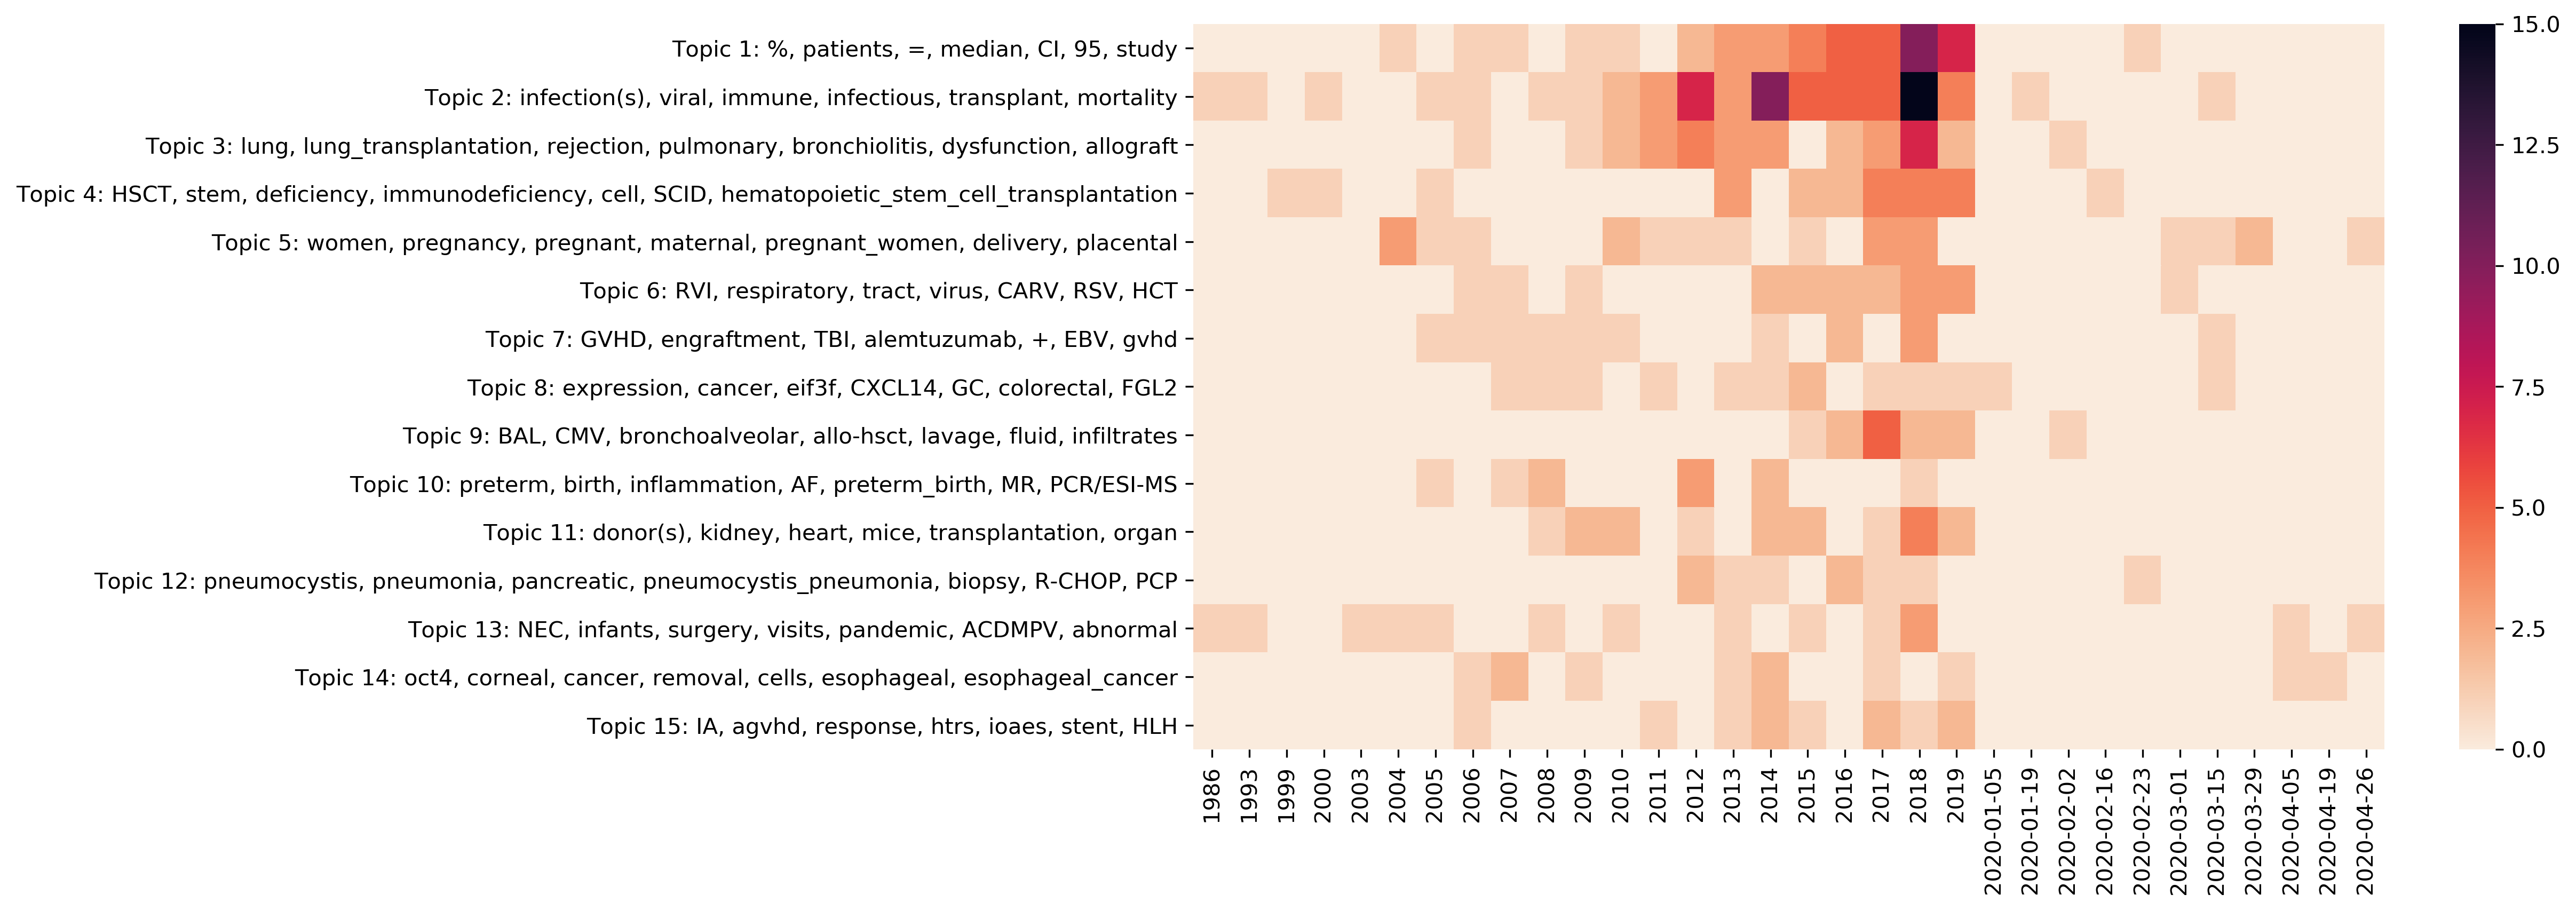 Topic 1: %, patients, =, median, CI, 95, study
Topic 2: infection(s), viral, immune, infectious, transplant, mortality
Topic 3: lung, lung_transplantation, rejection, pulmonary, bronchiolitis, dysfunction, allograft
Topic 4: HSCT, stem, deficiency, immunodeficiency, cell, SCID, hematopoietic_stem_cell_transplantation
Topic 5: women, pregnancy, pregnant, maternal, pregnant_women, delivery, placental
Topic 6: RVI, respiratory, tract, virus, CARV, RSV, HCT
Topic 7: GVHD, engraftment, TBI, alemtuzumab, +, EBV, gvhd
Topic 8: expression, cancer, eif3f, CXCL14, GC, colorectal, FGL2
Topic 9: BAL, CMV, bronchoalveolar, allo-hsct, lavage, fluid, infiltrates
Topic 10: preterm, birth, inflammation, AF, preterm_birth, MR, PCR/ESI-MS
Topic 11: donor(s), kidney, heart, mice, transplantation, organ
Topic 12: pneumocystis, pneumonia, pancreatic, pneumocystis_pneumonia, biopsy, R-CHOP, PCP
Topic 13: NEC, infants, surgery, visits, pandemic, ACDMPV, abnormal
Topic 14: oct4, corneal, cancer, removal, cells, esophageal, esophageal_cancer
Topic 15: IA, agvhd, response, htrs, ioaes, stent, HLH
1986
1993
1999
2000
2003
2004
2005
2006
2007
2008
2009
2010
2011
2012
2013
2014
2015
2016
2017
2018
2019
2020-01-05
2020-01-19
2020-02-02
2020-02-16
2020-02-23
2020-03-01
2020-03-15
2020-03-29
2020-04-05
2020-04-19
2020-04-26
15.0
12.5
10.0
7.5
5.0
2.5
0.0